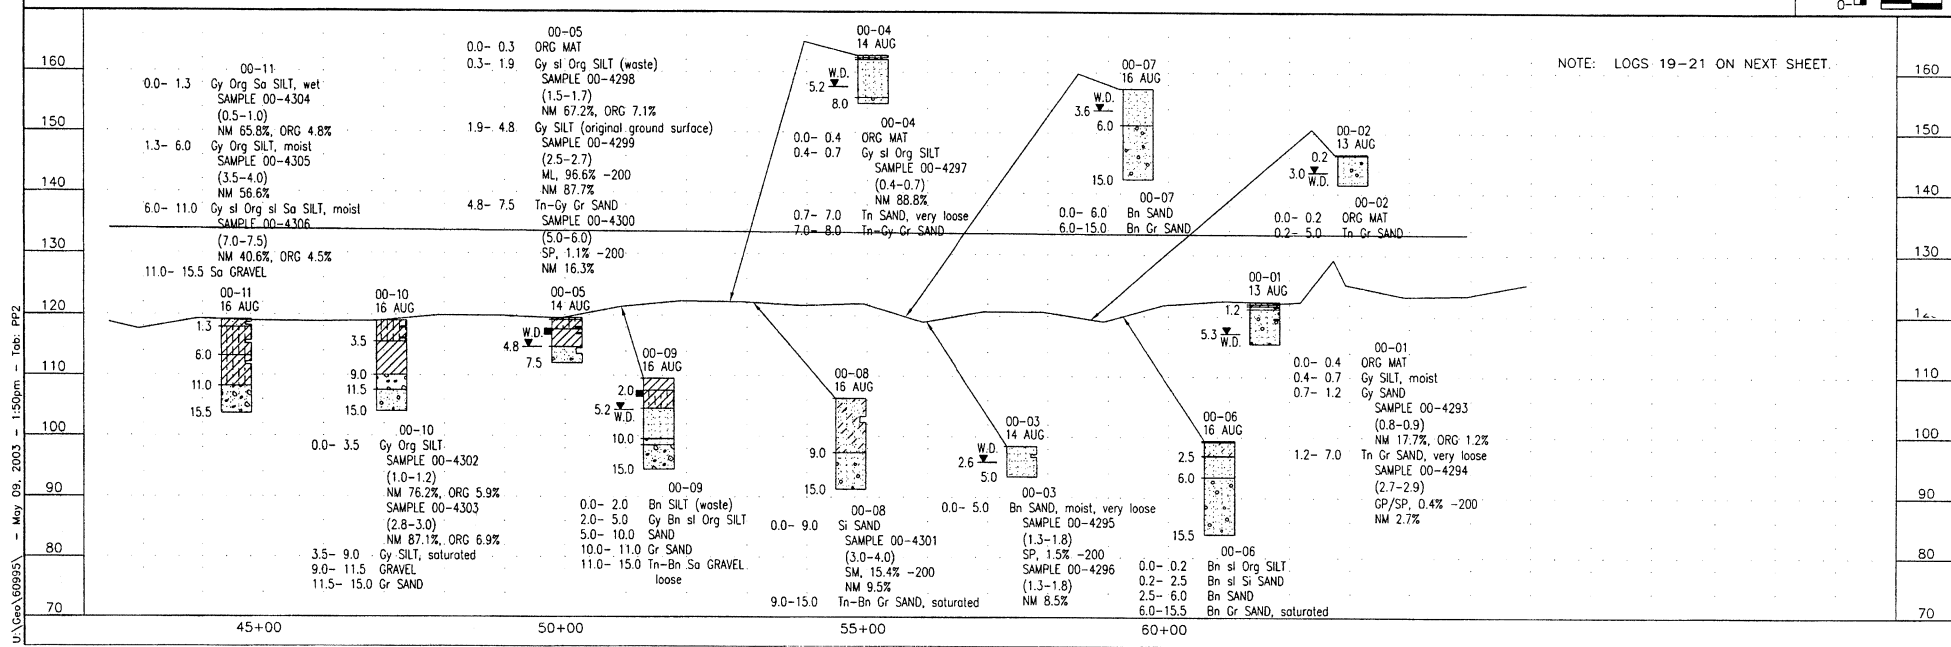 0-
NOTE: LOGS 19-21 ON NEXT SHEET.
160
150
140
130
120
110
100
90
80
70
00-11
0.0- 1.3 Gy Org Sa SILT, wet
SAMPLE 00-4304
(0.5-1.0)
NM 65.8%, ORG 4.8%
1.3- 6.0 Gy Org SILT, moist
SAMPLE 00-4305
(3.5-4.0)
NM 56.6%
6.0- 11.0 Gy sl Org sl Sa SILT, moist
SAMPLE 00-4306
(7.0-7.5)
NM 40.6%, ORG 4.5%
11.0- 15.5 Sa GRAVEL
00-11
16 AUG
1.3
6.0
11.0
15.5
00-10
16 AUG
3.5
9.0
11.5
15.0
00-10
0.0- 3.5 Gy Org SILT
SAMPLE 00-4302
(1.0-1.2)
NM 76.2%, ORG 5.9%
SAMPLE 00-4303
(2.8-3.0)
NM 87.1%, ORG 6.9%
3.5- 9.0 Gy SILT, saturated
9.0- 11.5 GRAVEL
11.5- 15.0 Gr SAND
00-05
0.0- 0.3 ORG MAT
0.3- 1.9 Gy sl Org SILT (waste)
SAMPLE 00-4298
(1.5-1.7)
NM 67.2%, ORG 7.1%
1.9- 4.8 Gy SILT (original ground surface)
SAMPLE 00-4299
(2.5-2.7)
ML, 96.6% -200
NM 87.7%
4.8- 7.5 Tn-Gy Gr SAND
SAMPLE 00-4300
(5.0-6.0)
SP, 1.1% -200
NM 16.3%
00-05
14 AUG
W.D.
4.8
7.5
00-09
16 AUG
2.0
5.2
W.D.
10.0
15.0
00-09
0.0- 2.0 Bn SILT (waste)
2.0- 5.0 Gy Bn sl Org SILT
5.0- 10.0 SAND
10.0- 11.0 Gr SAND
11.0- 15.0 Tn-Bn Sa GRAVEL
loose
00-04
14 AUG
W.D.
5.2
8.0
00-04
0.0- 0.4 ORG MAT
0.4- 0.7 Gy sl Org SILT
SAMPLE 00-4297
(0.4-0.7)
NM 88.8%
0.7- 7.0 Tn SAND, very loose
7.0- 8.0 Tn-Gy Gr SAND
00-08
16 AUG
9.0
15.0
00-08
0.0- 9.0 Si SAND
SAMPLE 00-4301
(3.0-4.0)
SM, 15.4% -200
NM 9.5%
9.0-15.0 Tn-Bn Gr SAND, saturated
00-07
16 AUG
W.D.
3.6
6.0
15.0
00-07
0.0- 6.0 Bn SAND
6.0-15.0 Bn Gr SAND
00-03
14 AUG
W.D.
2.6
5.0
00-03
0.0- 5.0 Bn SAND, moist, very loose
SAMPLE 00-4295
(1.3-1.8)
SP, 1.5% -200
SAMPLE 00-4296
(1.3-1.8)
NM 8.5%
00-02
13 AUG
0.2
3.0
W.D.
00-02
0.0- 0.2 ORG MAT
0.2- 5.0 Tn Gr SAND
00-06
16 AUG
2.5
6.0
15.5
00-06
0.0- 0.2 Bn sl Org SILT
0.2- 2.5 Bn sl Si SAND
2.5- 6.0 Bn SAND
6.0-15.5 Bn Gr SAND, saturated
00-01
13 AUG
1.2
5.3
W.D.
00-01
0.0- 0.4 ORG MAT
0.4- 0.7 Gy SILT, moist
0.7- 1.2 Gy SAND
SAMPLE 00-4293
(0.8-0.9)
NM 17.7%, ORG 1.2%
1.2- 7.0 Tn Gr SAND, very loose
SAMPLE 00-4294
(2.7-2.9)
GP/SP, 0.4% -200
NM 2.7%
160
150
140
130
110
100
90
80
70
45+00
50+00
55+00
60+00
U:\Geo\60995\ - May 09, 2003 - 1:50pm - Tab: PP2